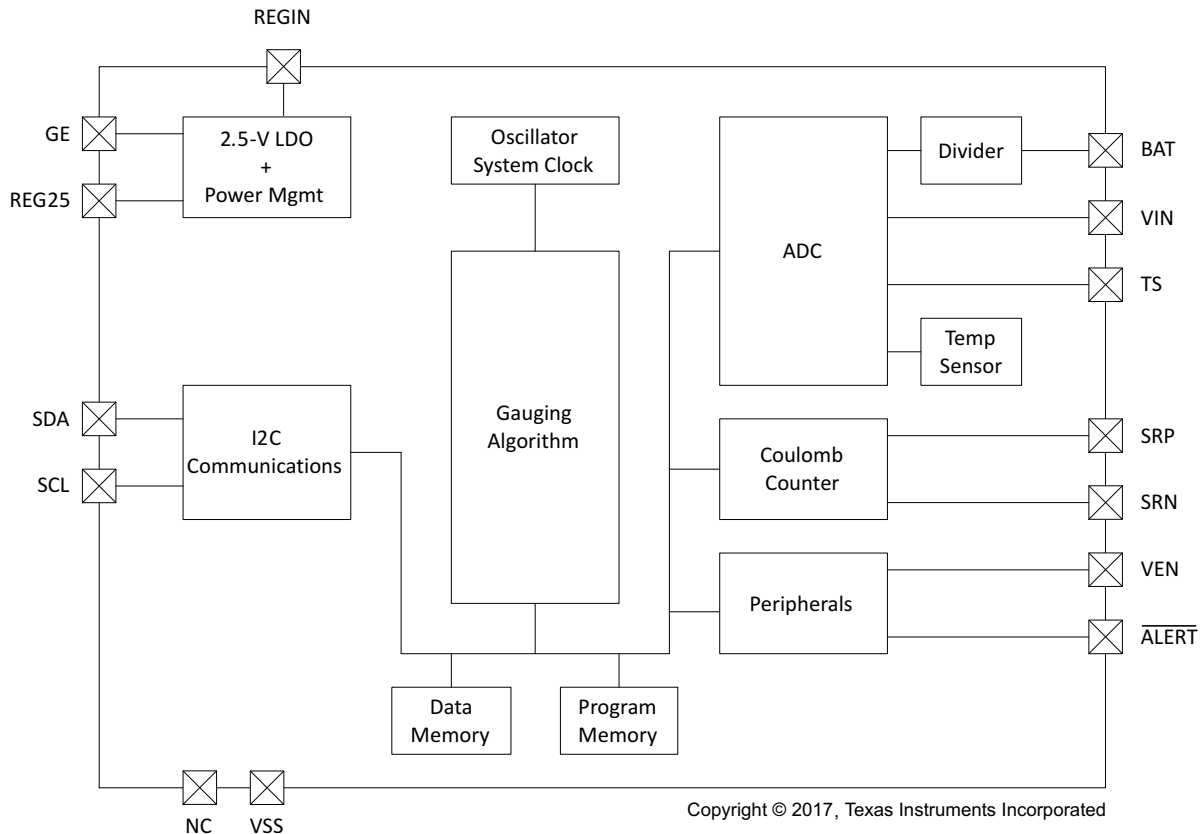 REGIN
GE
REG25
2.5-V LDO
+
Power Mgmt
Oscillator
System Clock
Divider
BAT
VIN
TS
ADC
Temp
Sensor
SDA
SCL
I2C
Communications
Gauging
Algorithm
Coulomb
Counter
SRP
SRN
Peripherals
VEN
ALERT
Data
Memory
Program
Memory
NC
VSS
Copyright © 2017, Texas Instruments Incorporated